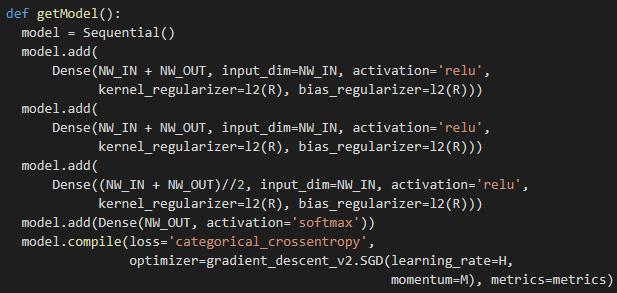 def getModel():
  model = Sequential()
  model.add(
      Dense(NW_IN + NW_OUT, input_dim=NW_IN, activation='relu',
            kernel_regularizer=l2(R), bias_regularizer=l2(R)))
  model.add(
      Dense(NW_IN + NW_OUT, input_dim=NW_IN, activation='relu',
            kernel_regularizer=l2(R), bias_regularizer=l2(R)))
  model.add(
      Dense((NW_IN + NW_OUT)//2, input_dim=NW_IN, activation='relu',
            kernel_regularizer=l2(R), bias_regularizer=l2(R)))
  model.add(Dense(NW_OUT, activation='softmax'))
  model.compile(loss='categorical_crossentropy',
                optimizer=gradient_descent_v2.SGD(learning_rate=H,
                                                  momentum=M), metrics=metrics)